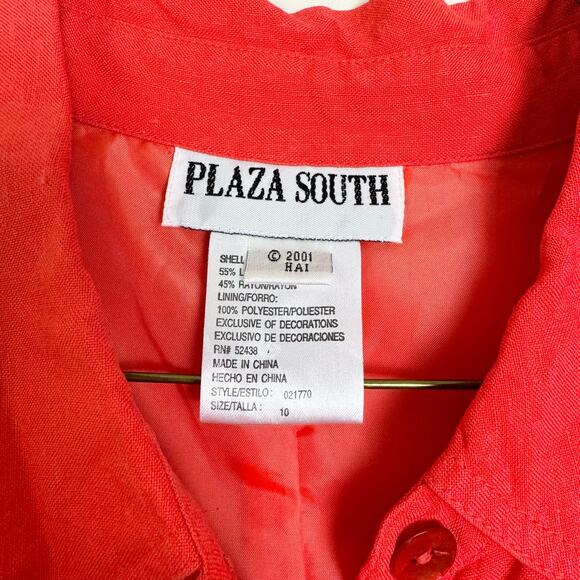 PLAZA SOUTH
© 2001
HAI
SHELL
55% L
45% RAYON/RAYON
LINING/FORRO:
100% POLYESTER/POLIESTER
EXCLUSIVE OF DECORATIONS
EXCLUSIVO DE DECORACIONES
RN# 52438
MADE IN CHINA
HECHO EN CHINA
STYLE/ESTILO: 021770
SIZE/TALLA: 10